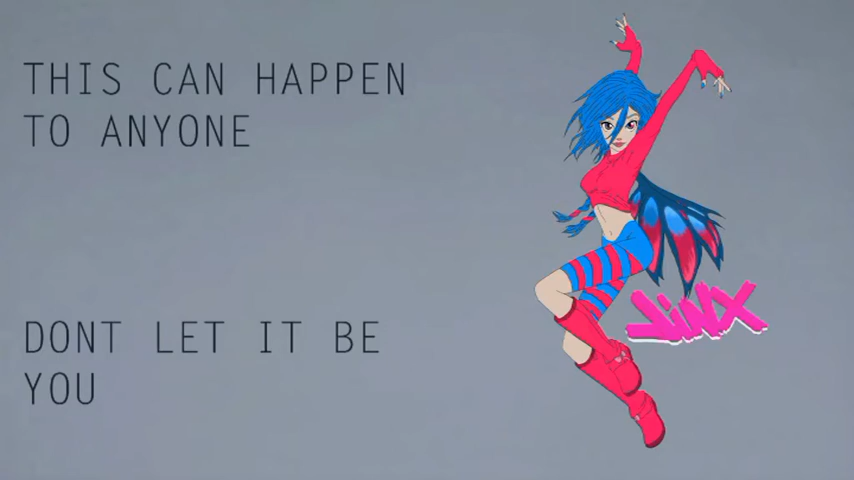 THIS CAN HAPPEN
TO ANYONE
JiNX
DONT LET IT BE
YOU